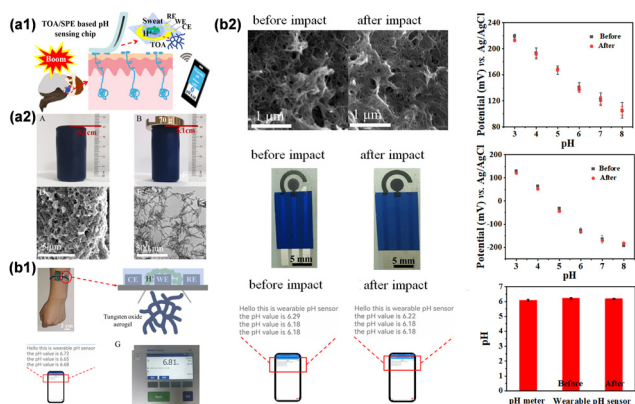 (a1)
TOA/SPE based pH
sensing chip
Sweat
RE
WE
CE
H⁺
TOA
Boom
(a2)
A
B
70 g
5 μm
(b1)
CE
H⁺
WE
RE
Tungsten oxide
aerogel
Hello this is wearable pH sensor
the pH value is 6.72
the pH value is 6.65
the pH value is 6.68
G
6.81
(b2)
before impact
after impact
1 μm
1 μm
before impact
after impact
5 mm
5 mm
before impact
after impact
Hello this is wearable pH sensor
the pH value is 6.29
the pH value is 6.18
the pH value is 6.18
Hello this is wearable pH sensor
the pH value is 6.22
the pH value is 6.18
the pH value is 6.18
Potential (mV) vs. Ag/AgCl
240
220
200
180
160
140
120
100
80
3 4 5 6 7 8
pH
Before
After
Potential (mV) vs. Ag/AgCl
200
100
0
-100
-200
3 4 5 6 7 8
pH
Before
After
pH
7
6
5
4
3
2
1
0
Before
After
pH meter
Wearable pH sensor